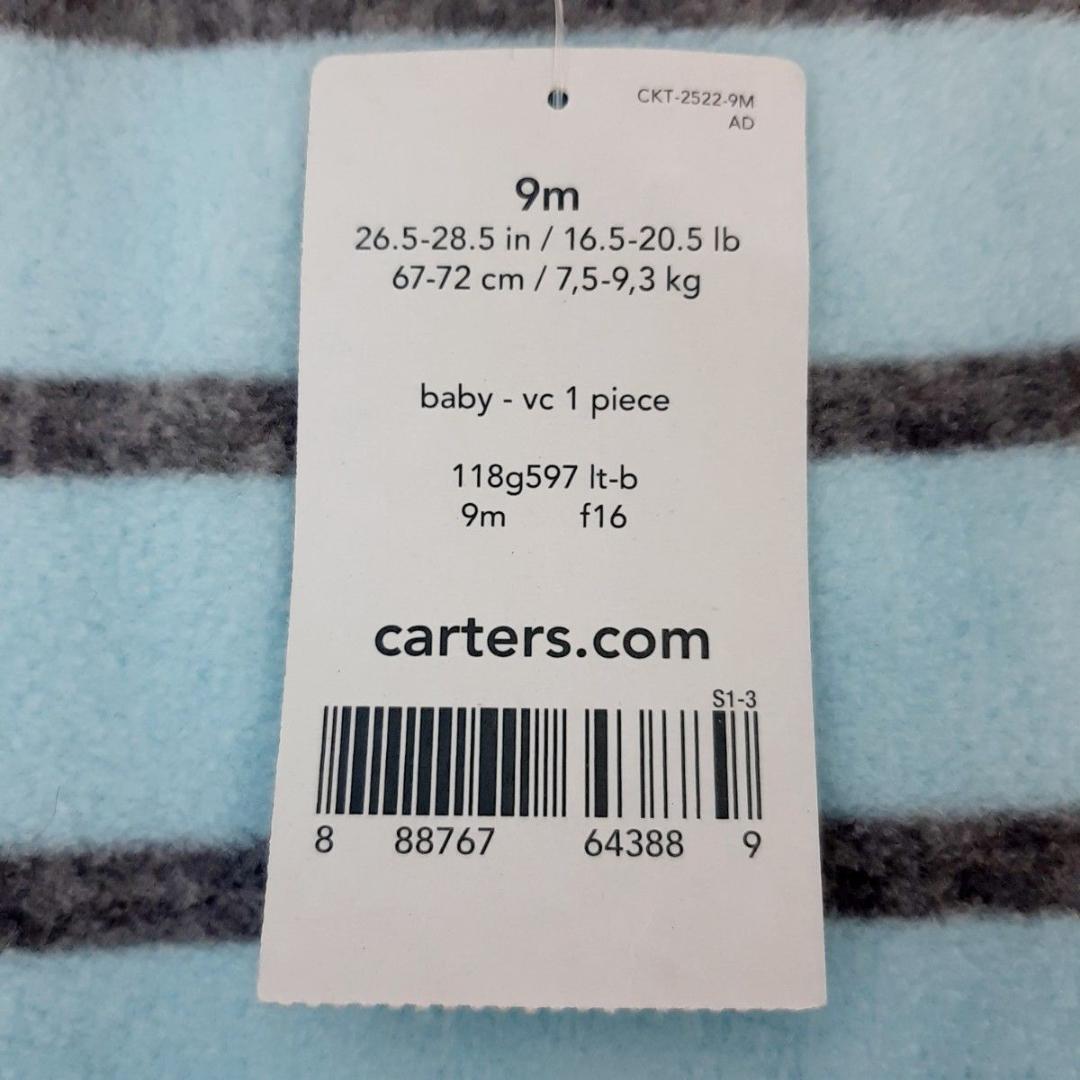 CKT-2522-9M
AD
9m
26.5-28.5 in / 16.5-20.5 lb
67-72 cm / 7,5-9,3 kg
baby - vc 1 piece
118g597 lt-b
9m f16
carters.com
S1-3
8 88767 64388 9